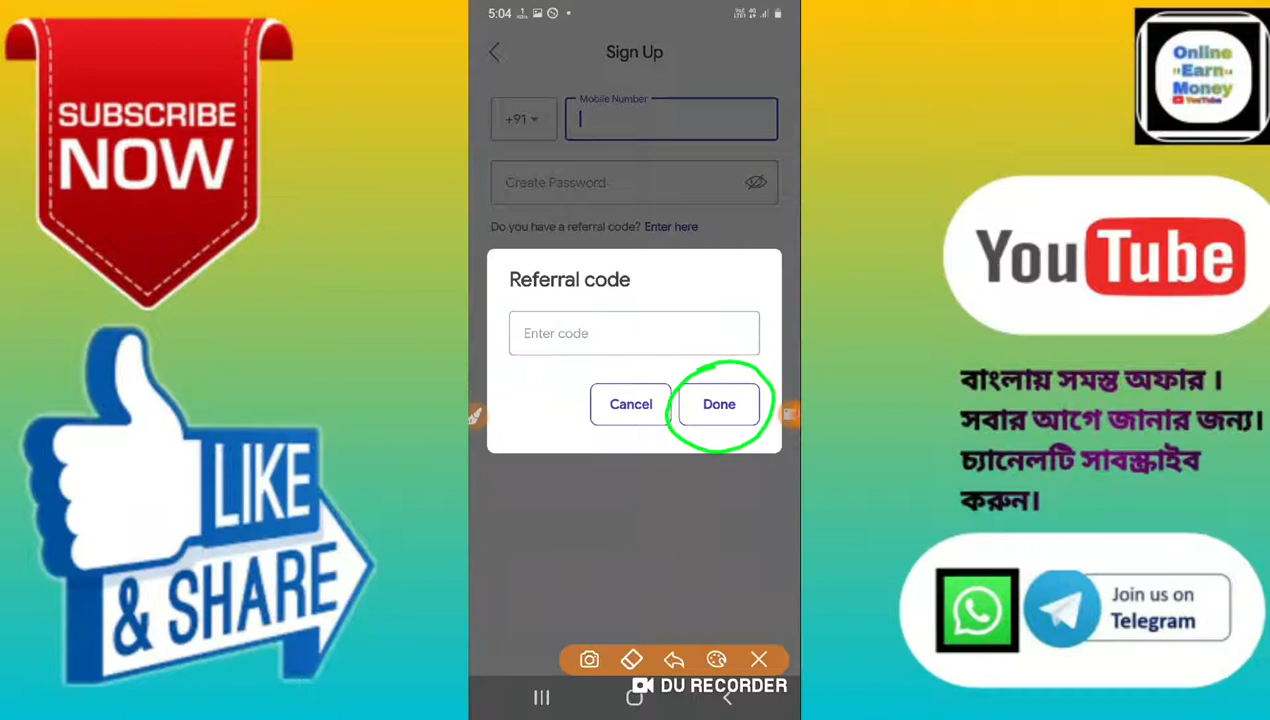 SUBSCRIBE
NOW
LIKE
& SHARE
5:04
Sign Up
+91
Mobile Number
Create Password
Do you have a referral code? Enter here
Referral code
Enter code
Cancel
Done
DU RECORDER
Online
Earn
Money
YouTube
YouTube
বাংলায় সমস্ত অফার ।
সবার আগে জানার জন্য।
চ্যানেলটি সাবস্ক্রাইব
করুন।
Join us on
Telegram